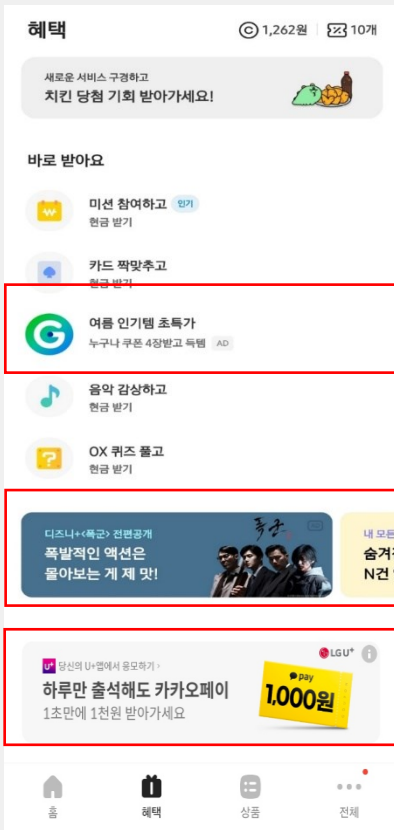 혜택
1,262원 10개
새로운 서비스 구경하고
치킨 당첨 기회 받아가세요!
바로 받아요
미션 참여하고 인기
현금 받기
카드 짝맞추고
현금 받기
여름 인기템 초특가
누구나 쿠폰 4장받고 득템 AD
음악 감상하고
현금 받기
OX 퀴즈 풀고
현금 받기
디즈니+<폭군> 전편공개
폭발적인 액션은
몰아보는 게 제 맛!
폭군
AD
내 모든
숨겨
N건
LG U+
U+ 당신의 U+앱에서 응모하기 ›
하루만 출석해도 카카오페이
1초만에 1천원 받아가세요
pay
1,000원
홈 혜택 상품 전체